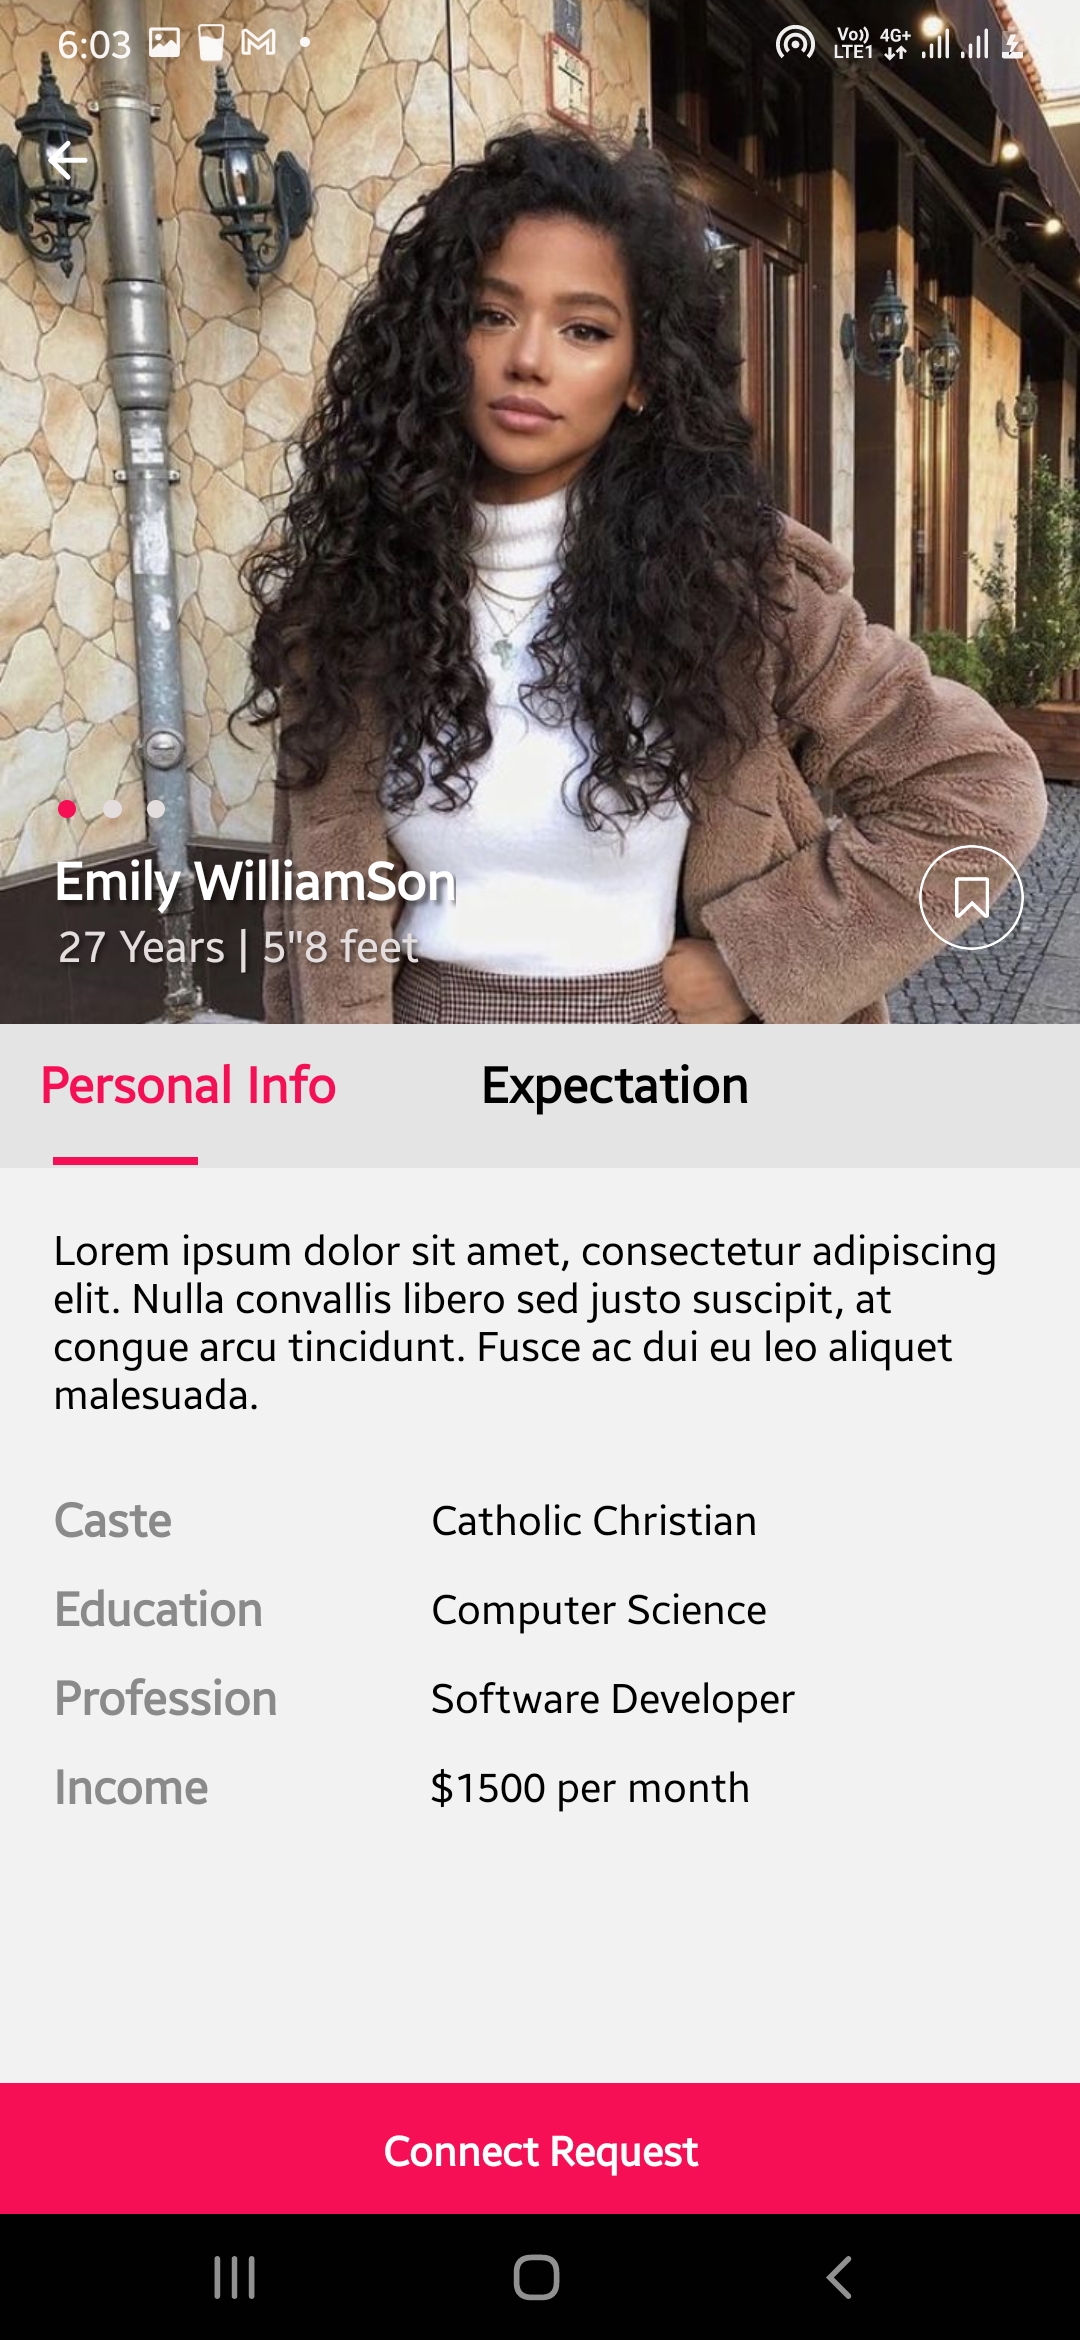 6:03
Vo)) 4G+
LTE1
Emily WilliamSon
27 Years | 5"8 feet
Personal Info Expectation
Lorem ipsum dolor sit amet, consectetur adipiscing
elit. Nulla convallis libero sed justo suscipit, at
congue arcu tincidunt. Fusce ac dui eu leo aliquet
malesuada.
Caste Catholic Christian
Education Computer Science
Profession Software Developer
Income $1500 per month
Connect Request